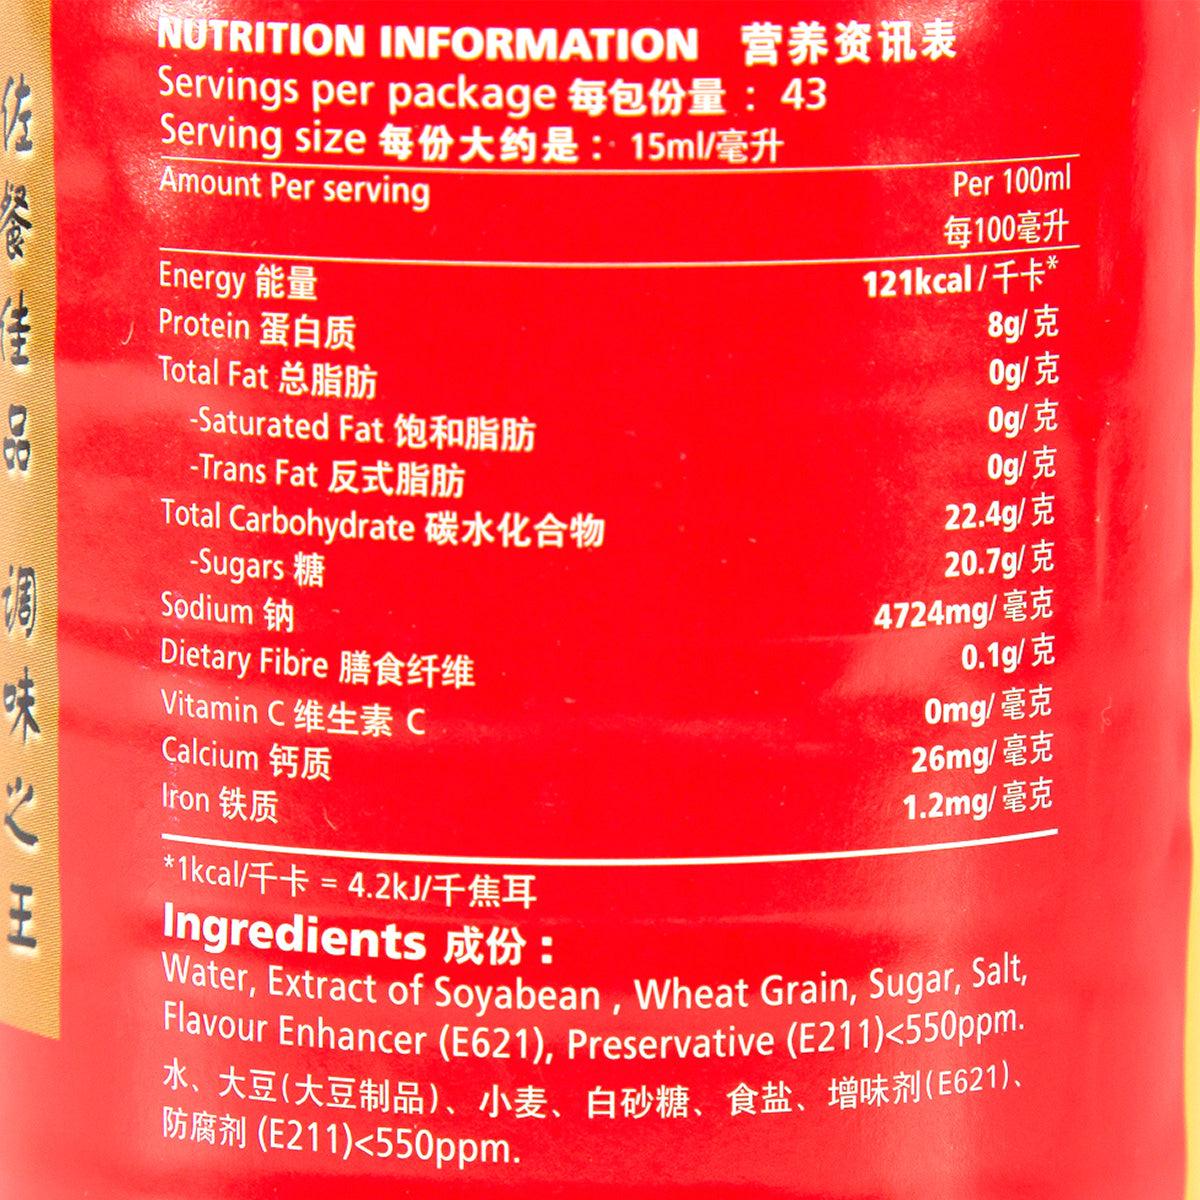 NUTRITION INFORMATION 营养资讯表
Servings per package 每包份量 : 43
Serving size 每份大约是 : 15ml/毫升
Amount Per serving Per 100ml
每100毫升
Energy 能量 121kcal/千卡*
Protein 蛋白质 8g/克
Total Fat 总脂肪 0g/克
-Saturated Fat 饱和脂肪 0g/克
-Trans Fat 反式脂肪 0g/克
Total Carbohydrate 碳水化合物 22.4g/克
-Sugars 糖 20.7g/克
Sodium 钠 4724mg/毫克
Dietary Fibre 膳食纤维 0.1g/克
Vitamin C 维生素 C 0mg/毫克
Calcium 钙质 26mg/毫克
Iron 铁质 1.2mg/毫克
*1kcal/千卡 = 4.2kJ/千焦耳
Ingredients 成份 :
Water, Extract of Soyabean , Wheat Grain, Sugar, Salt,
Flavour Enhancer (E621), Preservative (E211)<550ppm.
水、大豆(大豆制品)、小麦、白砂糖、食盐、增味剂(E621)、
防腐剂 (E211)<550ppm.
佐餐佳品 调味之王